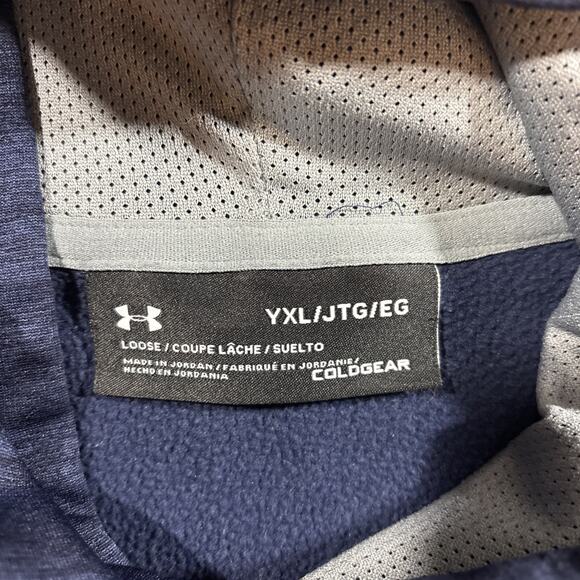 YXL/JTG/EG
LOOSE / COUPE LÂCHE / SUELTO
MADE IN JORDAN / FABRIQUÉ EN JORDANIE /
HECHO EN JORDANIA
COLDGEAR